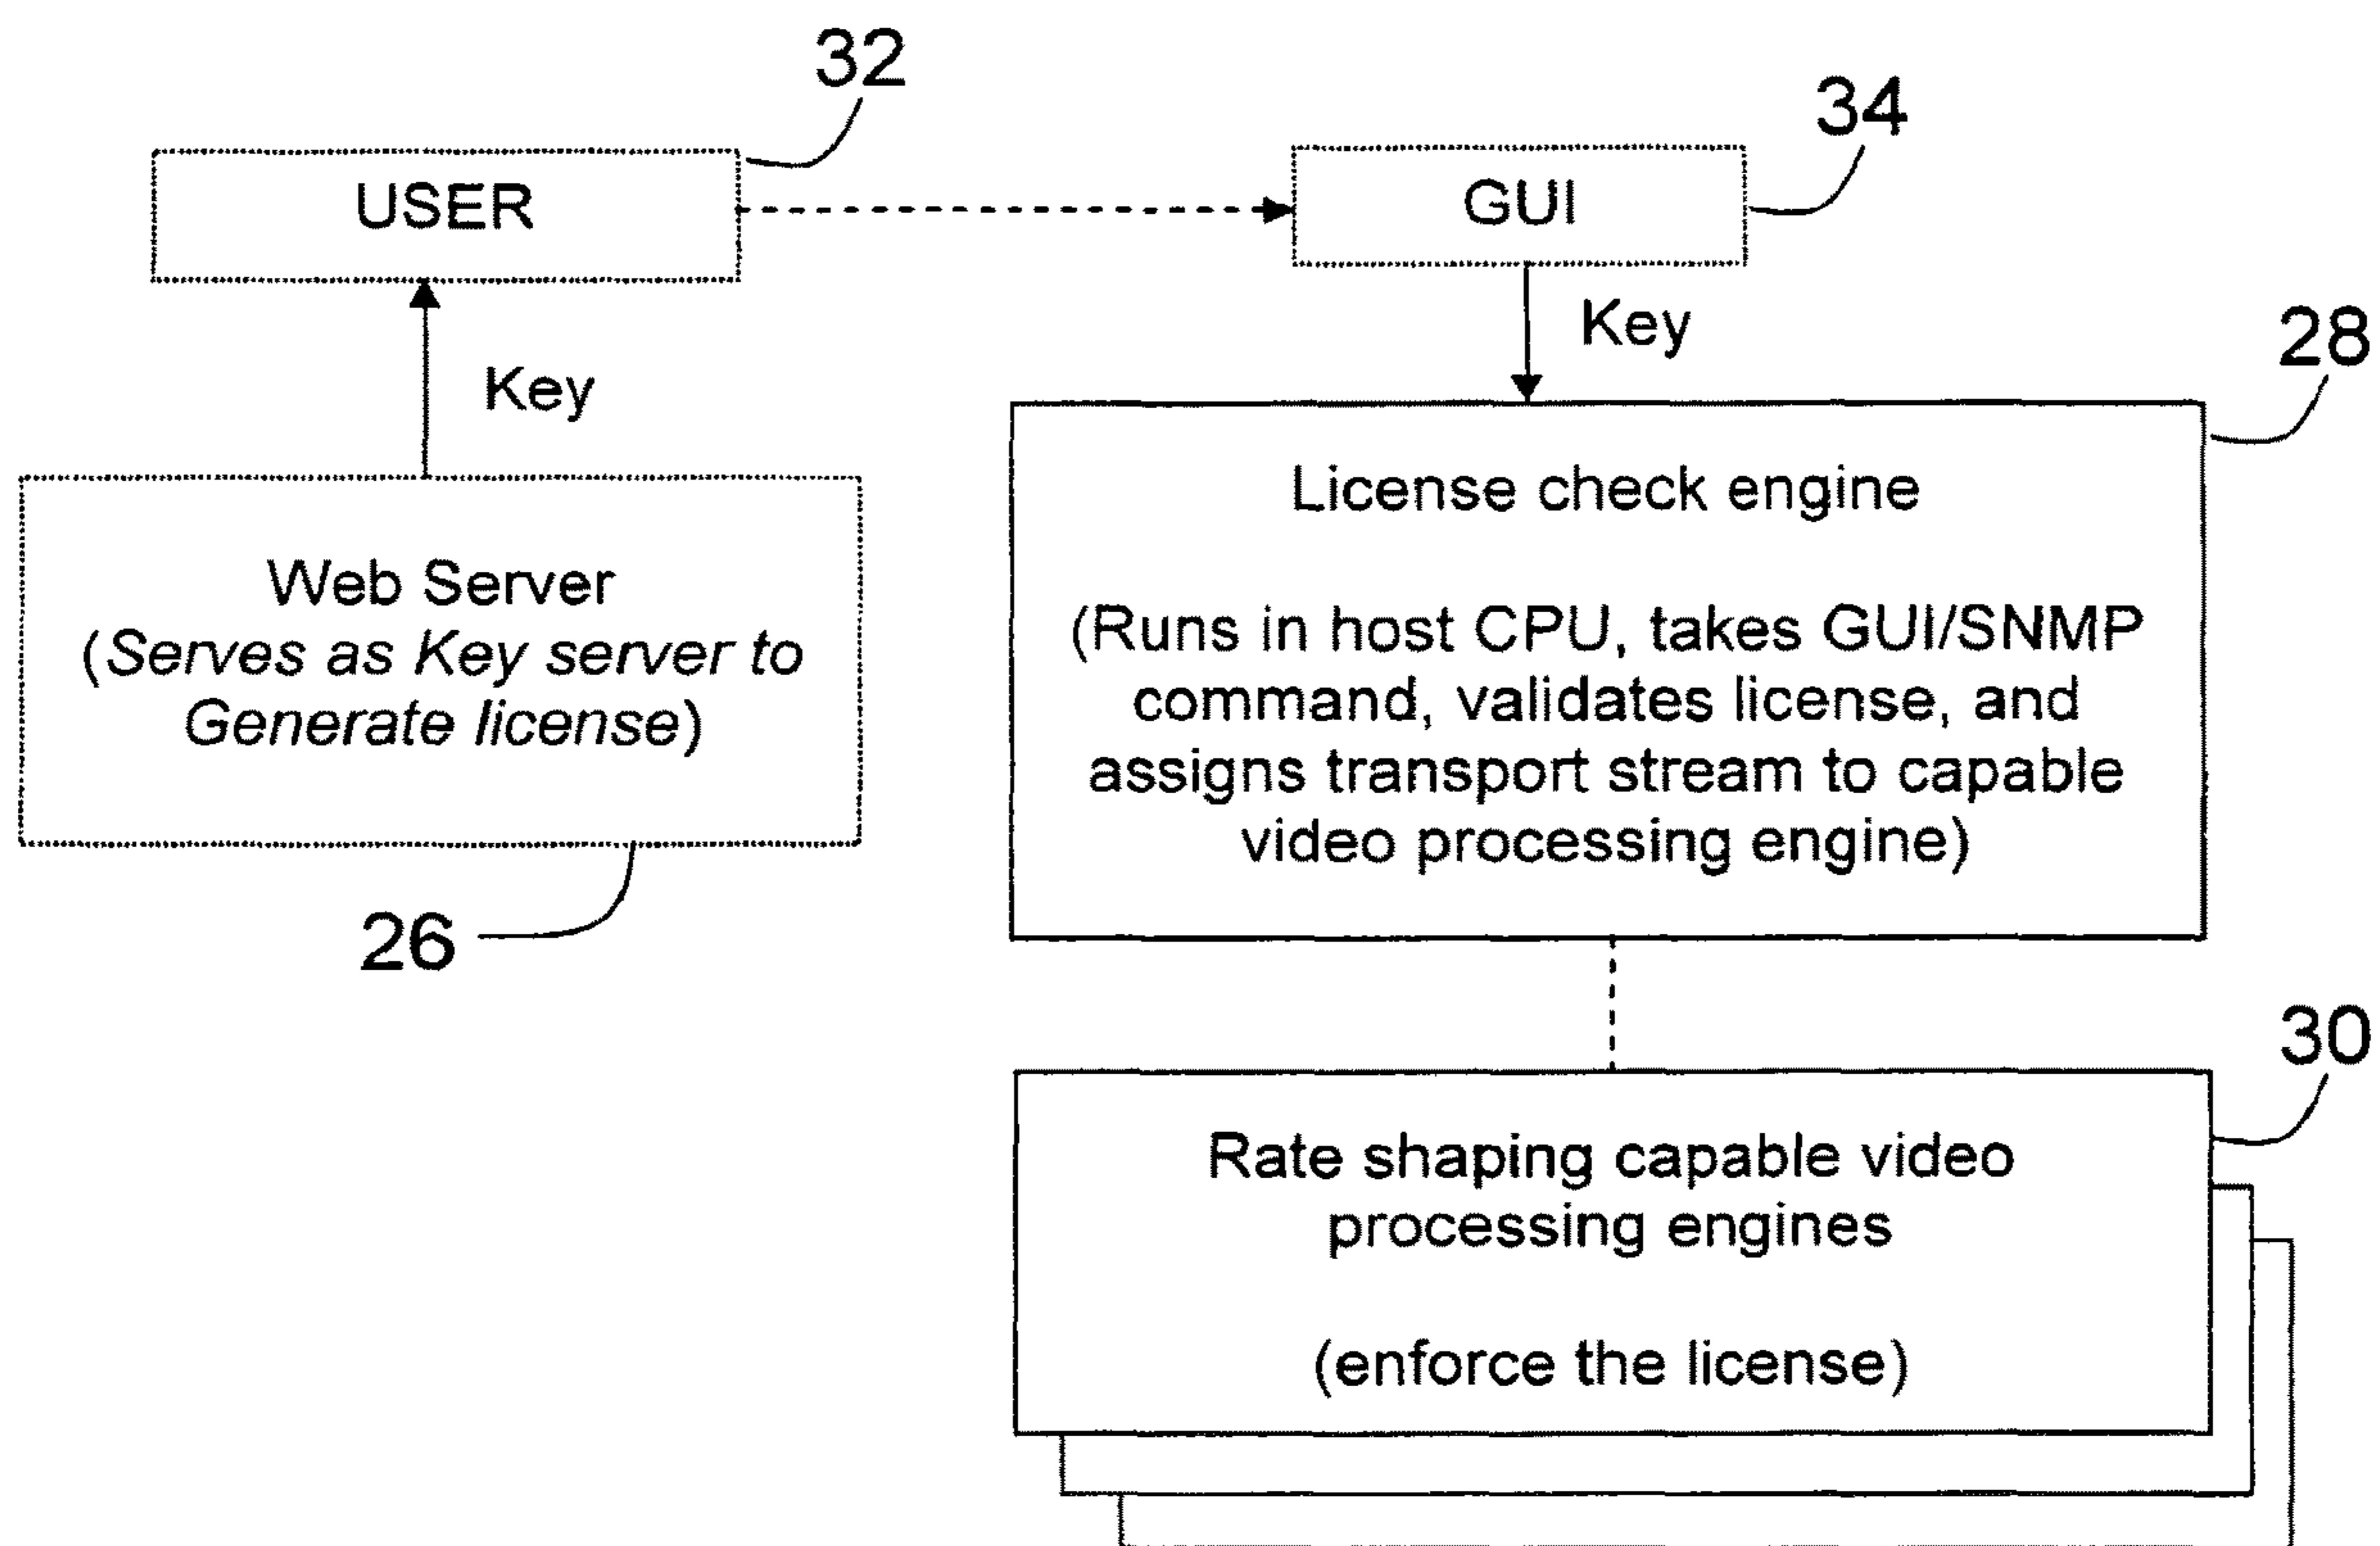 32
34
USER
GUI
Key
28
Key
License check engine
Web Server
(Serves as Key server to
Generate license)
(Runs in host CPU, takes GUI/SNMP
command, validates license, and
assigns transport stream to capable
video processing engine)
26
30
Rate shaping capable video
processing engines
(enforce the license)